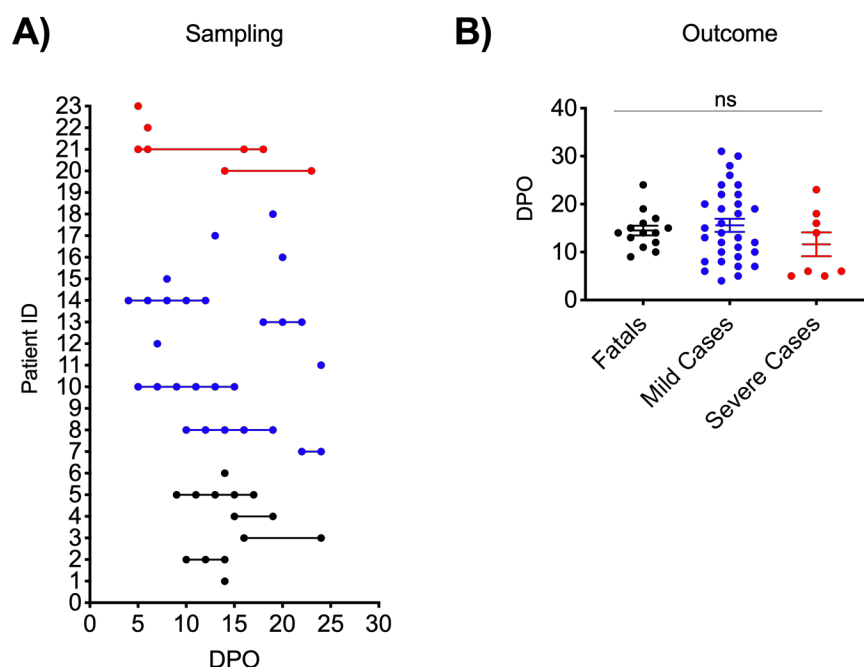 A)
Sampling
23
22
21
20
19
18
17
16
15
14
13
12
11
10
9
8
7
6
5
4
3
2
1
0
Patient ID
0 5 10 15 20 25 30
DPO
B)
Outcome
ns
40
30
20
10
0
DPO
Fatals
Mild Cases
Severe Cases